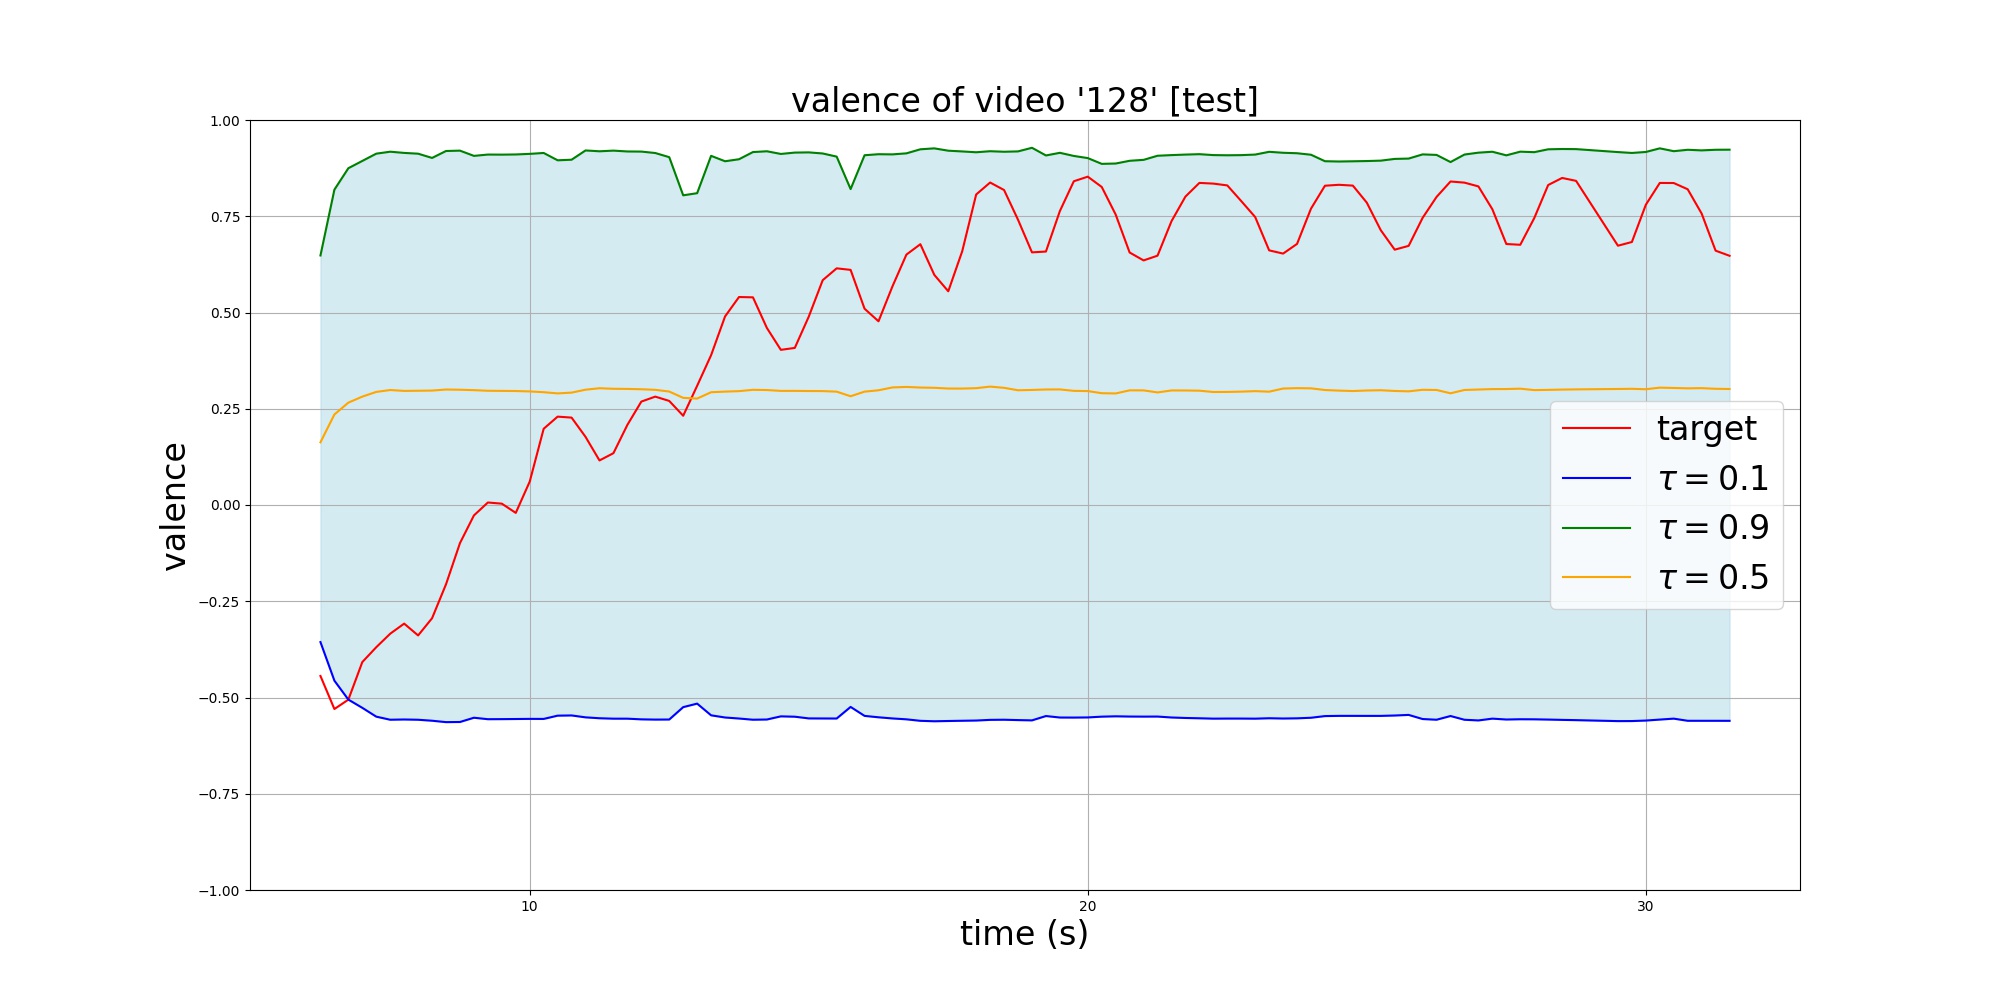 valence of video '128' [test]
1.00
0.75
0.50
0.25
0.00
−0.25
−0.50
−0.75
−1.00
valence
target
τ = 0.1
τ = 0.9
τ = 0.5
10 20 30
time (s)